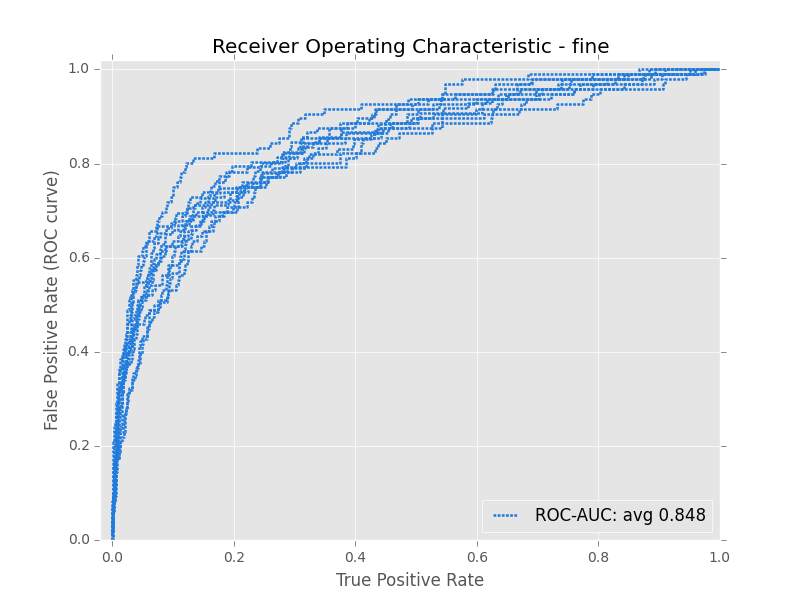 Receiver Operating Characteristic - fine
1.0
0.8
0.6
0.4
0.2
0.0
False Positive Rate (ROC curve)
ROC-AUC: avg 0.848
0.0 0.2 0.4 0.6 0.8 1.0
True Positive Rate